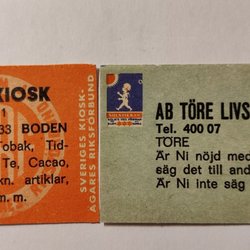 KIOSK
1
33 BODEN
Tobak, Tid-
Te, Cacao,
kn. artiklar,
m. m.
SVERIGES KIOSK-
ÄGARES RIKSFÖRBUND
SOLSTICKAN
AB TÖRE LIVS
Tel. 400 07
TÖRE
Är Ni nöjd med
säg det till and
Är Ni inte säg